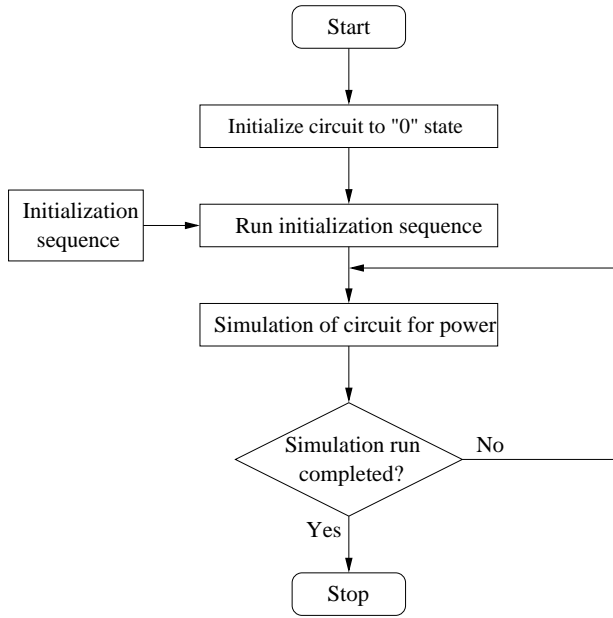 Start
Initialize circuit to "0" state
Initialization
sequence
Run initialization sequence
Simulation of circuit for power
Simulation run
completed?
No
Yes
Stop